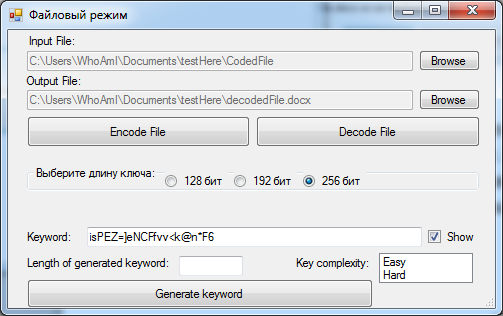 Файловый режим
Input File:
C:\Users\WhoAmI\Documents\testHere\CodedFile Browse
Output File:
C:\Users\WhoAmI\Documents\testHere\decodedFile.docx Browse
Encode File Decode File
Выберите длину ключа: 128 бит 192 бит 256 бит
Keyword: isPEZ=]eNCFfvv<k@n*F6 Show
Length of generated keyword: Key complexity: Easy
Hard
Generate keyword